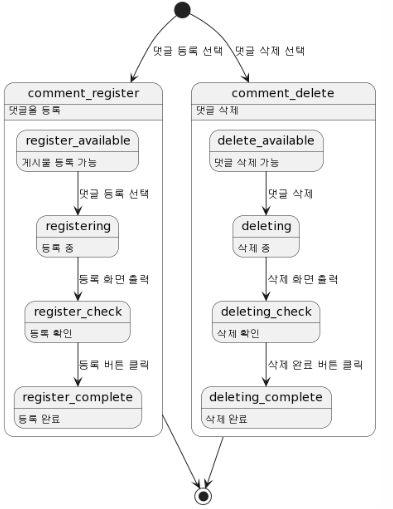 댓글 등록 선택
댓글 삭제 선택
comment_register
댓글을 등록
register_available
게시물 등록 가능
댓글 등록 선택
registering
등록 중
등록 화면 출력
register_check
등록 확인
등록 버튼 클릭
register_complete
등록 완료
comment_delete
댓글 삭제
delete_available
댓글 삭제 가능
댓글 삭제
deleting
삭제 중
삭제 화면 출력
deleting_check
삭제 확인
삭제 완료 버튼 클릭
deleting_complete
삭제 완료